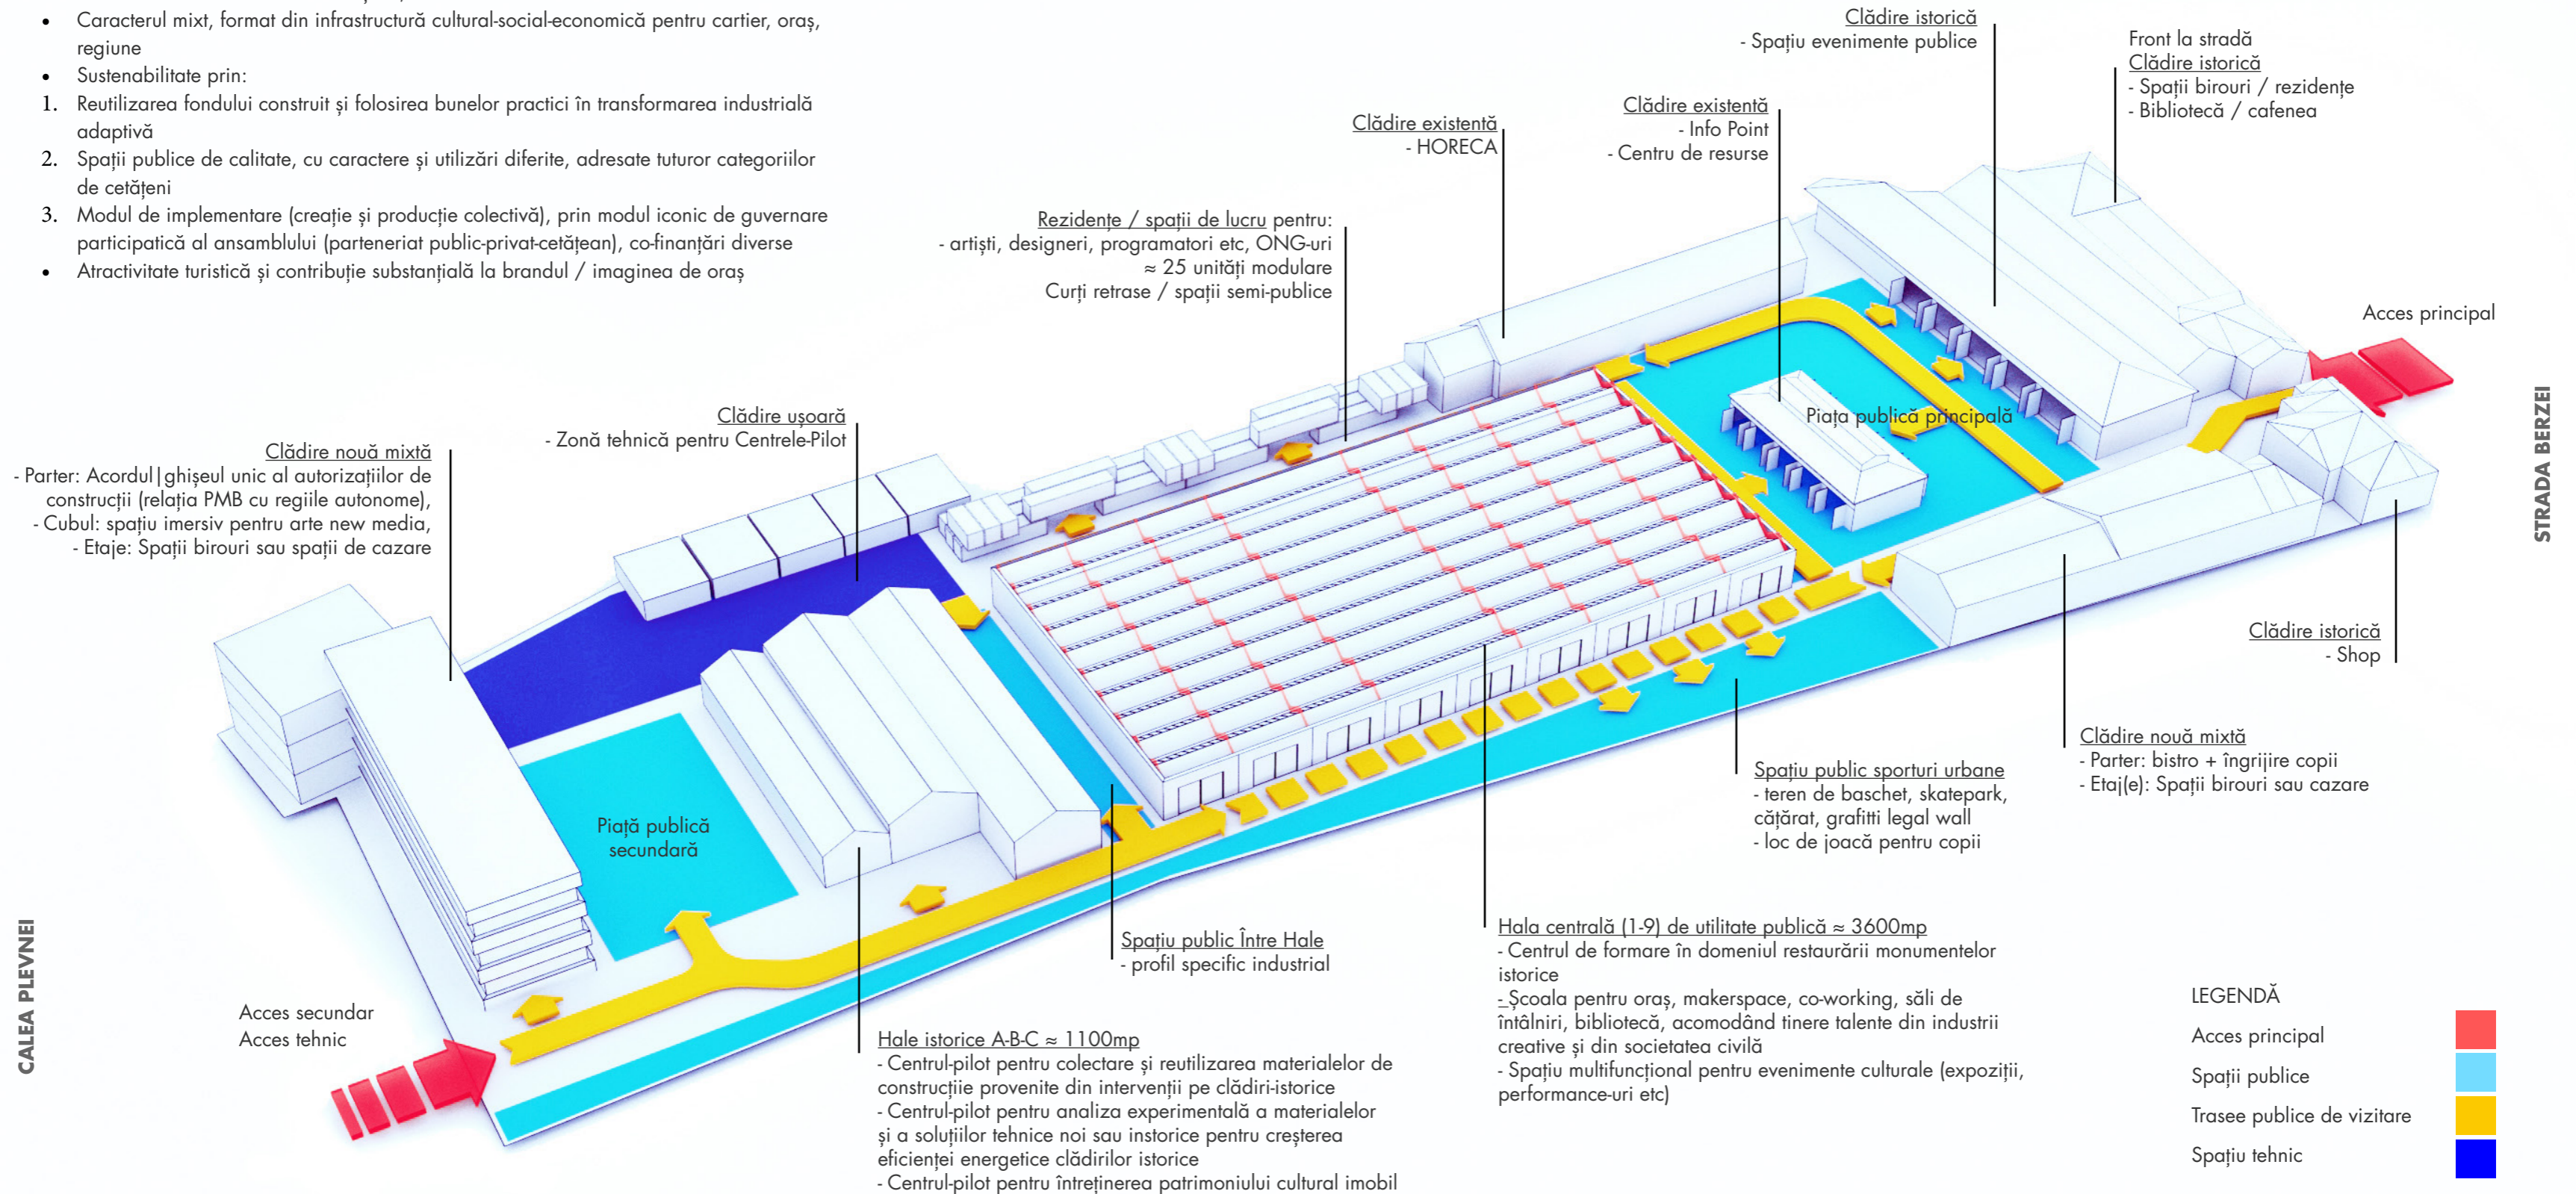 • Caracterul mixt, format din infrastructură cultural-social-economică pentru cartier, oraș,
regiune
• Sustenabilitate prin:
1. Reutilizarea fondului construit și folosirea bunelor practici în transformarea industrială
adaptivă
2. Spații publice de calitate, cu caractere și utilizări diferite, adresate tuturor categoriilor
de cetățeni
3. Modul de implementare (creație și producție colectivă), prin modul iconic de guvernare
participatică al ansamblului (parteneriat public-privat-cetățean), co-finanțări diverse
• Atractivitate turistică și contribuție substanțială la brandul / imaginea de oraș
Clădire istorică
- Spațiu evenimente publice
Front la stradă
Clădire istorică
- Spații birouri / rezidențe
- Bibliotecă / cafenea
Clădire existentă
- Info Point
- Centru de resurse
Clădire existentă
- HORECA
Rezidențe / spații de lucru pentru:
- artiști, designeri, programatori etc, ONG-uri
≈ 25 unități modulare
Curți retrase / spații semi-publice
Acces principal
STRADA BERZEI
Piața publică principală
Clădire ușoară
- Zonă tehnică pentru Centrele-Pilot
Clădire nouă mixtă
- Parter: Acordul|ghișeul unic al autorizațiilor de
construcții (relația PMB cu regiile autonome),
- Cubul: spațiu imersiv pentru arte new media,
- Etaje: Spații birouri sau spații de cazare
Clădire istorică
- Shop
Clădire nouă mixtă
- Parter: bistro + îngrijire copii
- Etaj(e): Spații birouri sau cazare
Spațiu public sporturi urbane
- teren de baschet, skatepark,
cățărat, grafitti legal wall
- loc de joacă pentru copii
Piață publică
secundară
Spațiu public Între Hale
- profil specific industrial
Hala centrală (1-9) de utilitate publică ≈ 3600mp
- Centrul de formare în domeniul restaurării monumentelor
istorice
- Școala pentru oraș, makerspace, co-working, săli de
întâlniri, bibliotecă, acomodând tinere talente din industrii
creative și din societatea civilă
- Spațiu multifuncțional pentru evenimente culturale (expoziții,
performance-uri etc)
CALEA PLEVNEI
Acces secundar
Acces tehnic
Hale istorice A-B-C ≈ 1100mp
- Centrul-pilot pentru colectare și reutilizarea materialelor de
construcțiie provenite din intervenții pe clădiri-istorice
- Centrul-pilot pentru analiza experimentală a materialelor
și a soluțiilor tehnice noi sau instorice pentru creșterea
eficienței energetice clădirilor istorice
- Centrul-pilot pentru întreținerea patrimoniului cultural imobil
LEGENDĂ
Acces principal
Spații publice
Trasee publice de vizitare
Spațiu tehnic